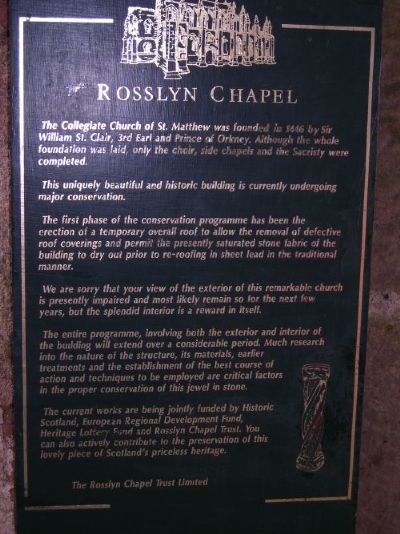 ROSSLYN CHAPEL
The Collegiate Church of St. Matthew was founded in 1446 by Sir
William St. Clair, 3rd Earl and Prince of Orkney. Although the whole
foundation was laid, only the choir, side chapels and the Sacristy were
completed.
This uniquely beautiful and historic building is currently undergoing
major conservation.
The first phase of the conservation programme has been the
erection of a temporary overall roof to allow the removal of defective
roof coverings and permit the presently saturated stone fabric of the
building to dry out prior to re-roofing in sheet lead in the traditional
manner.
We are sorry that your view of the exterior of this remarkable church
is presently impaired and most likely remain so for the next few
years, but the splendid interior is a reward in itself.
The entire programme, involving both the exterior and interior of
the building will extend over a considerable period. Much research
into the nature of the structure, its materials, earlier
treatments and the establishment of the best course of
action and techniques to be employed are critical factors
in the proper conservation of this jewel in stone.
The current works are being jointly funded by Historic
Scotland, European Regional Development Fund,
Heritage Lottery Fund and Rosslyn Chapel Trust. You
can also actively contribute to the preservation of this
lovely piece of Scotland's priceless heritage.
The Rosslyn Chapel Trust Limited